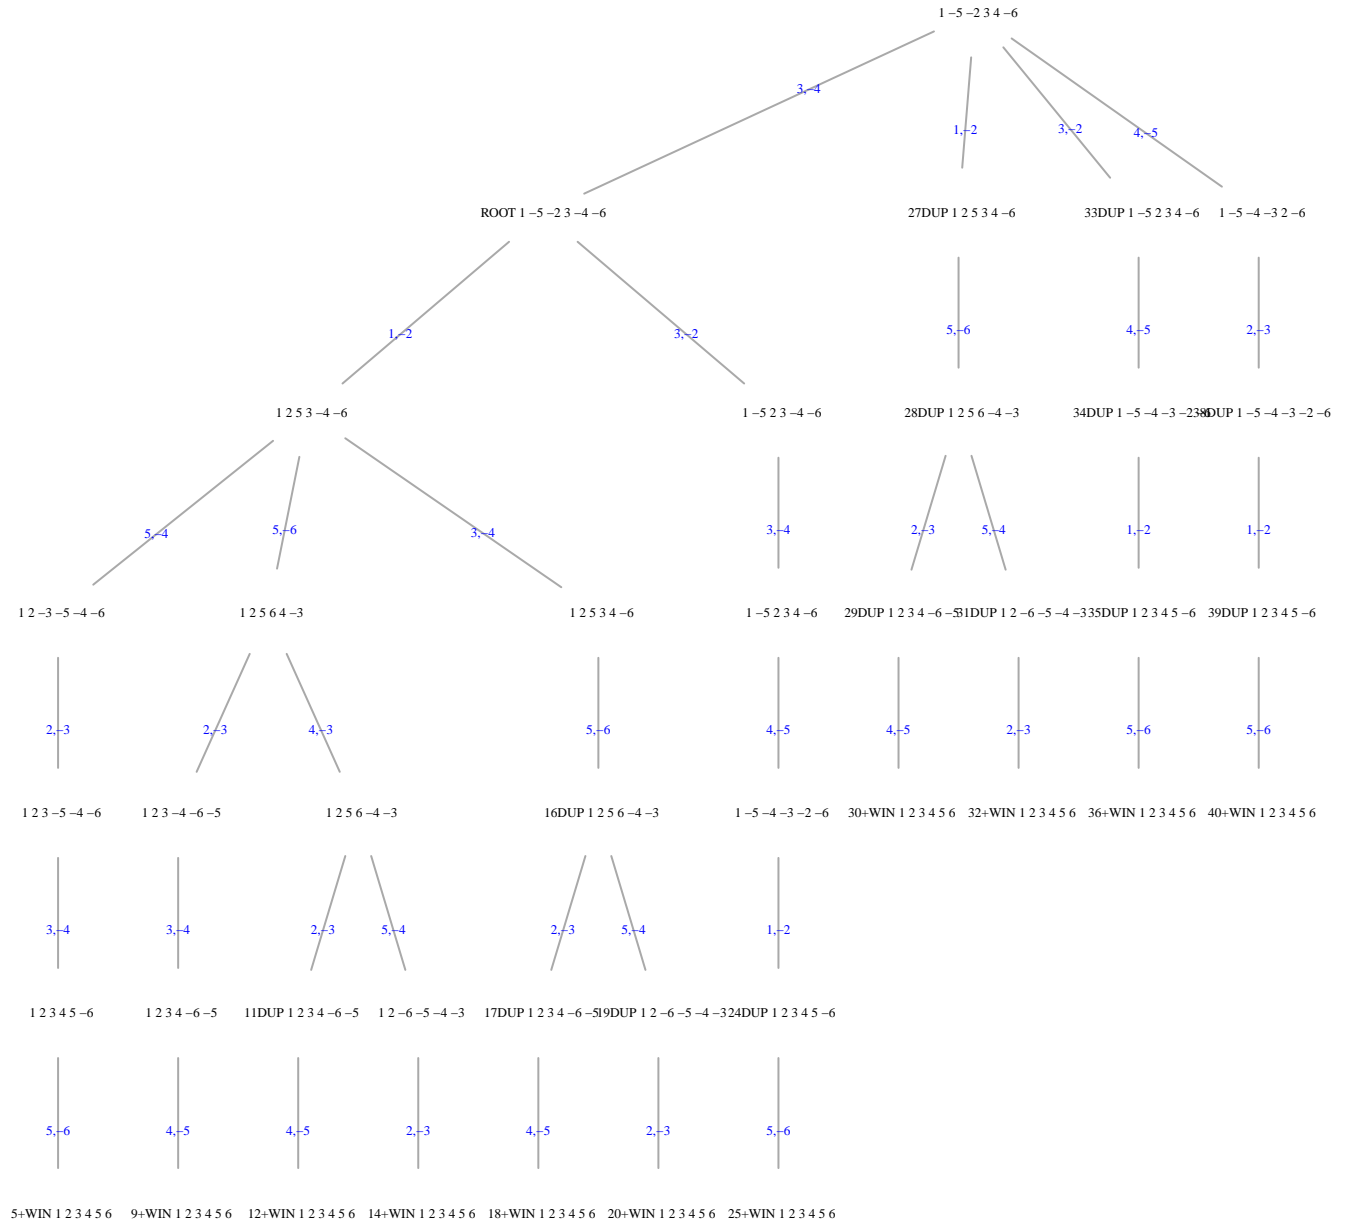 1 −5 −2 3 4 −6
3,−4
1,−2
3,−2
4,−5
ROOT 1 −5 −2 3 −4 −6
27DUP 1 2 5 3 4 −6
33DUP 1 −5 2 3 4 −6
1 −5 −4 −3 2 −6
1,−2
3,−2
5,−6
4,−5
2,−3
1 2 5 3 −4 −6
1 −5 2 3 −4 −6
28DUP 1 2 5 6 −4 −3
34DUP 1 −5 −4 −3 −2 −6
38DUP 1 −5 −4 −3 −2 −6
5,−4
5,−6
3,−4
3,−4
2,−3
5,−4
1,−2
1,−2
1 2 −3 −5 −4 −6
1 2 5 6 4 −3
1 2 5 3 4 −6
1 −5 2 3 4 −6
29DUP 1 2 3 4 −6 −5
31DUP 1 2 −6 −5 −4 −3
35DUP 1 2 3 4 5 −6
39DUP 1 2 3 4 5 −6
2,−3
2,−3
4,−3
5,−6
4,−5
4,−5
2,−3
5,−6
5,−6
1 2 3 −5 −4 −6
1 2 3 −4 −6 −5
1 2 5 6 −4 −3
16DUP 1 2 5 6 −4 −3
1 −5 −4 −3 −2 −6
30+WIN 1 2 3 4 5 6
32+WIN 1 2 3 4 5 6
36+WIN 1 2 3 4 5 6
40+WIN 1 2 3 4 5 6
3,−4
3,−4
2,−3
5,−4
2,−3
5,−4
1,−2
1 2 3 4 5 −6
1 2 3 4 −6 −5
11DUP 1 2 3 4 −6 −5
1 2 −6 −5 −4 −3
17DUP 1 2 3 4 −6 −5
19DUP 1 2 −6 −5 −4 −3
24DUP 1 2 3 4 5 −6
5,−6
4,−5
4,−5
2,−3
4,−5
2,−3
5,−6
5+WIN 1 2 3 4 5 6
9+WIN 1 2 3 4 5 6
12+WIN 1 2 3 4 5 6
14+WIN 1 2 3 4 5 6
18+WIN 1 2 3 4 5 6
20+WIN 1 2 3 4 5 6
25+WIN 1 2 3 4 5 6